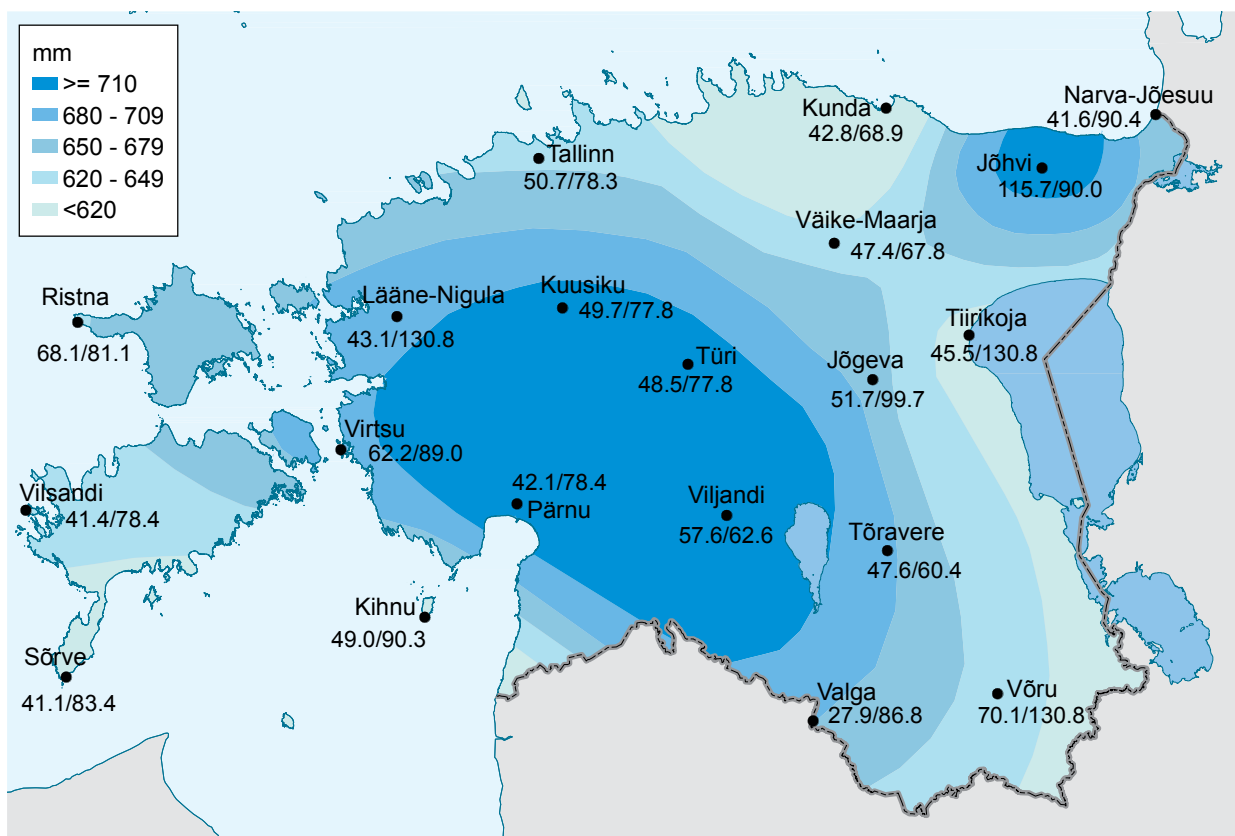 mm
>= 710
680 - 709
650 - 679
620 - 649
<620
Kunda
42.8/68.9
Narva-Jõesuu
41.6/90.4
Tallinn
50.7/78.3
Jõhvi
115.7/90.0
Väike-Maarja
47.4/67.8
Ristna
68.1/81.1
Lääne-Nigula
43.1/130.8
Kuusiku
49.7/77.8
Tiirikoja
45.5/130.8
Türi
48.5/77.8
Jõgeva
51.7/99.7
Virtsu
62.2/89.0
Vilsandi
41.4/78.4
42.1/78.4
Pärnu
Viljandi
57.6/62.6
Tõravere
47.6/60.4
Kihnu
49.0/90.3
Sõrve
41.1/83.4
Valga
27.9/86.8
Võru
70.1/130.8